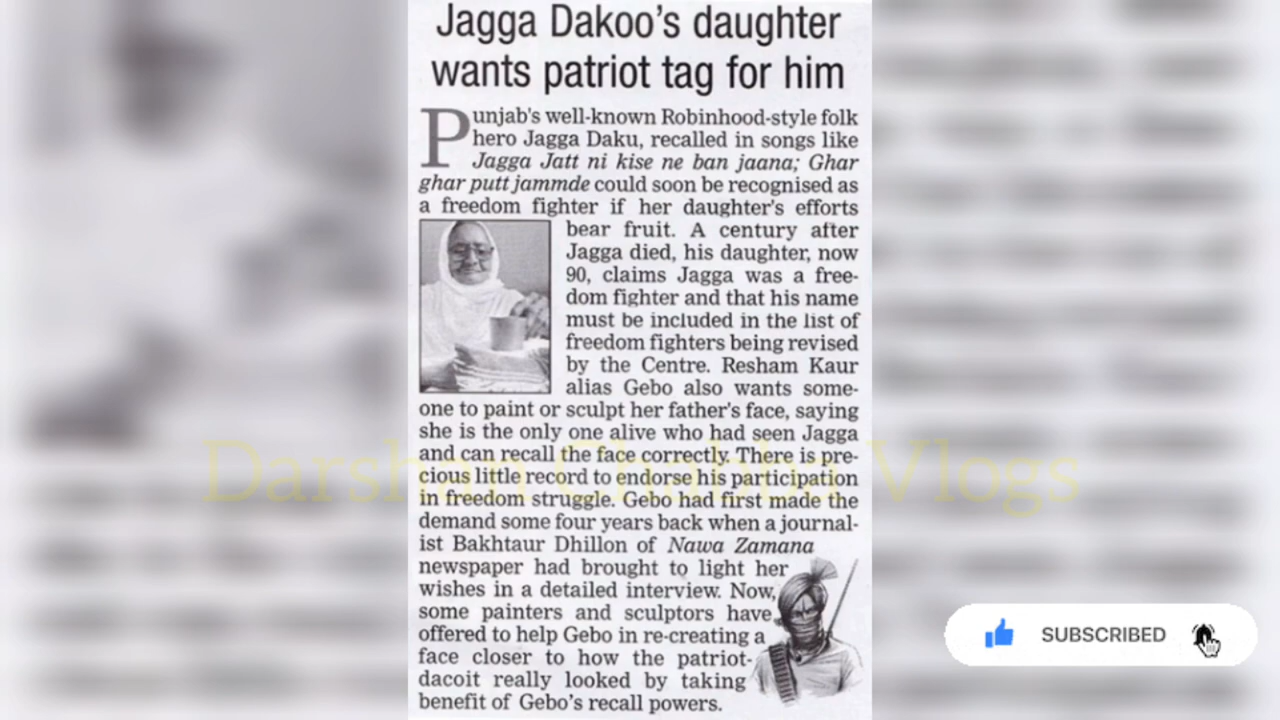 Jagga Dakoo's daughter
wants patriot tag for him
Punjab's well-known Robinhood-style folk
hero Jagga Daku, recalled in songs like
Jagga Jatt ni kise ne ban jaana; Ghar
ghar putt jammde could soon be recognised as
a freedom fighter if her daughter's efforts
bear fruit. A century after
Jagga died, his daughter, now
90, claims Jagga was a free-
dom fighter and that his name
must be included in the list of
freedom fighters being revised
by the Centre. Resham Kaur
alias Gebo also wants some-
one to paint or sculpt her father's face, saying
she is the only one alive who had seen Jagga
and can recall the face correctly. There is pre-
cious little record to endorse his participation
in freedom struggle. Gebo had first made the
demand some four years back when a journal-
ist Bakhtaur Dhillon of Nawa Zamana
newspaper had brought to light her
wishes in a detailed interview. Now,
some painters and sculptors have
offered to help Gebo in re-creating a
face closer to how the patriot-
dacoit really looked by taking
benefit of Gebo's recall powers.
SUBSCRIBED